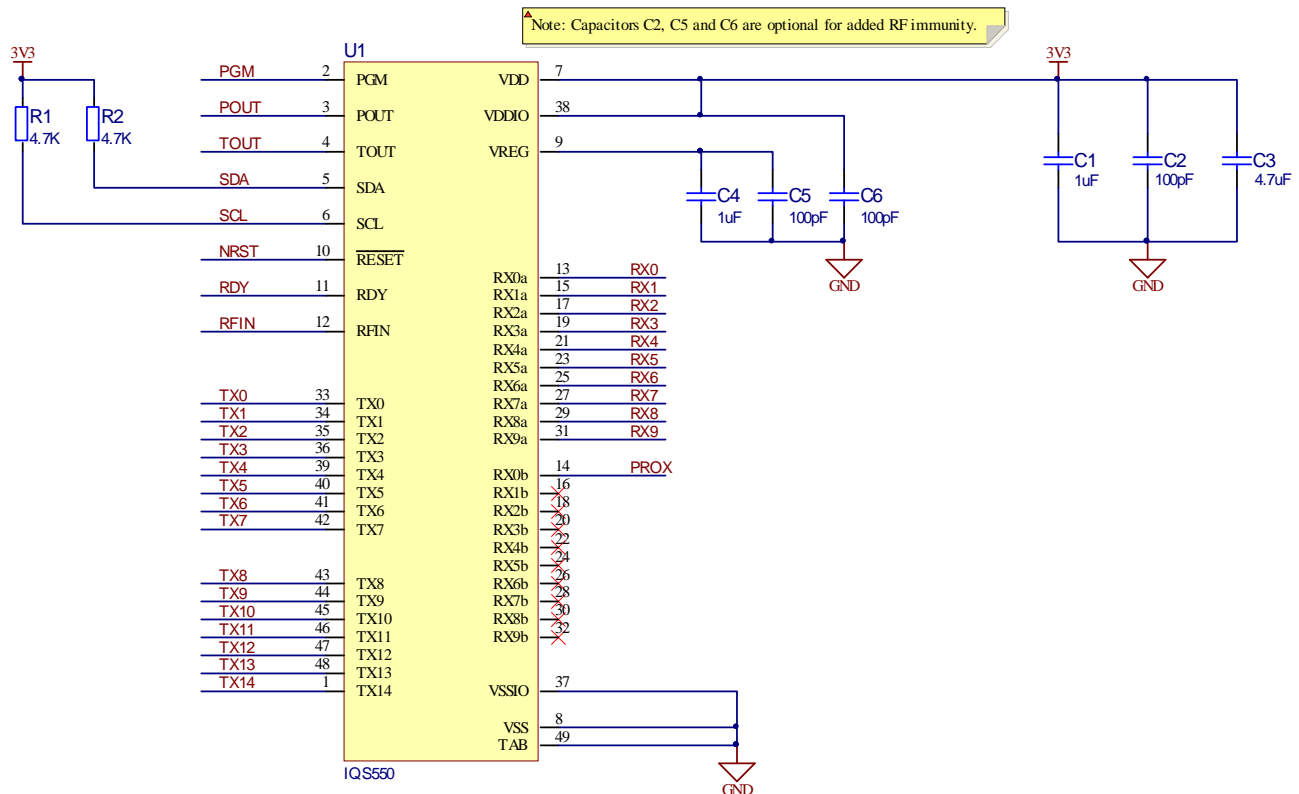 Note: Capacitors C2, C5 and C6 are optional for added RF immunity.
U1
3V3
R1
4.7K
R2
4.7K
PGM 2 PGM
POUT 3 POUT
TOUT 4 TOUT
SDA 5 SDA
SCL 6 SCL
NRST 10 RESET
RDY 11 RDY
RFIN 12 RFIN
TX0 33 TX0
TX1 34 TX1
TX2 35 TX2
TX3 36 TX3
TX4 39 TX4
TX5 40 TX5
TX6 41 TX6
TX7 42 TX7
TX8 43 TX8
TX9 44 TX9
TX10 45 TX10
TX11 46 TX11
TX12 47 TX12
TX13 48 TX13
TX14 1 TX14
VDD 7
VDDIO 38
VREG 9
RX0a 13 RX0
RX1a 15 RX1
RX2a 17 RX2
RX3a 19 RX3
RX4a 21 RX4
RX5a 23 RX5
RX6a 25 RX6
RX7a 27 RX7
RX8a 29 RX8
RX9a 31 RX9
RX0b 14 PROX
RX1b 16
RX2b 18
RX3b 20
RX4b 22
RX5b 24
RX6b 26
RX7b 28
RX8b 30
RX9b 32
VSSIO 37
VSS 8
TAB 49
IQS550
GND
C4
1uF
C5
100pF
C6
100pF
GND
3V3
C1
1uF
C2
100pF
C3
4.7uF
GND